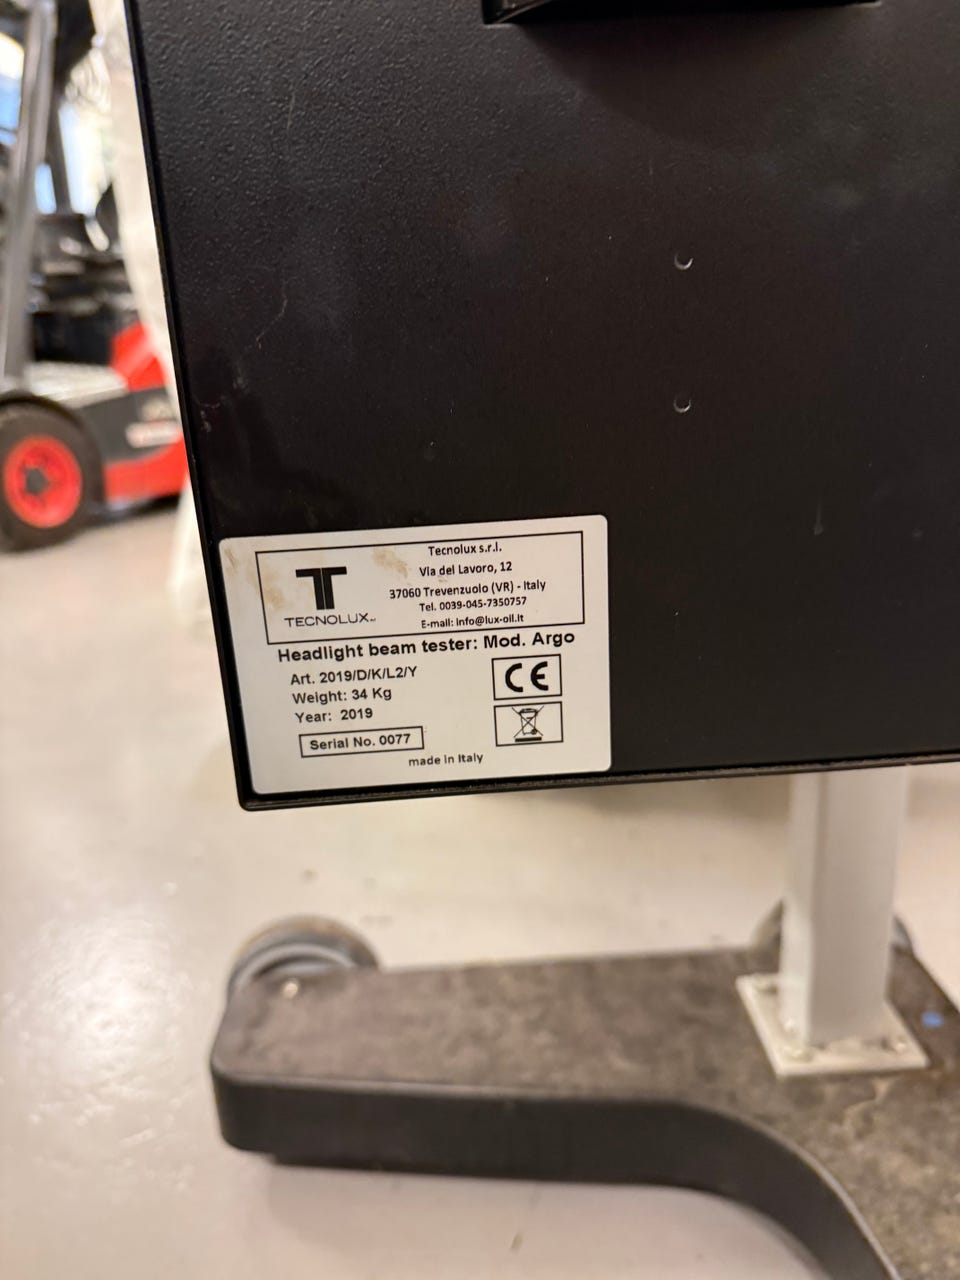 Tecnolux s.r.l.
Via del Lavoro, 12
37060 Trevenzuolo (VR) - Italy
Tel. 0039-045-7350757
E-mail: info@lux-oil.it
T
TECNOLUX
Headlight beam tester: Mod. Argo
Art. 2019/D/K/L2/Y
Weight: 34 Kg
Year: 2019
Serial No. 0077
CE
made in Italy